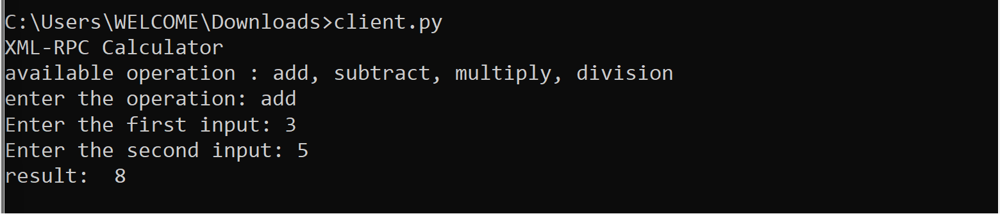 C:\Users\WELCOME\Downloads>client.py
XML-RPC Calculator
available operation : add, subtract, multiply, division
enter the operation: add
Enter the first input: 3
Enter the second input: 5
result:  8